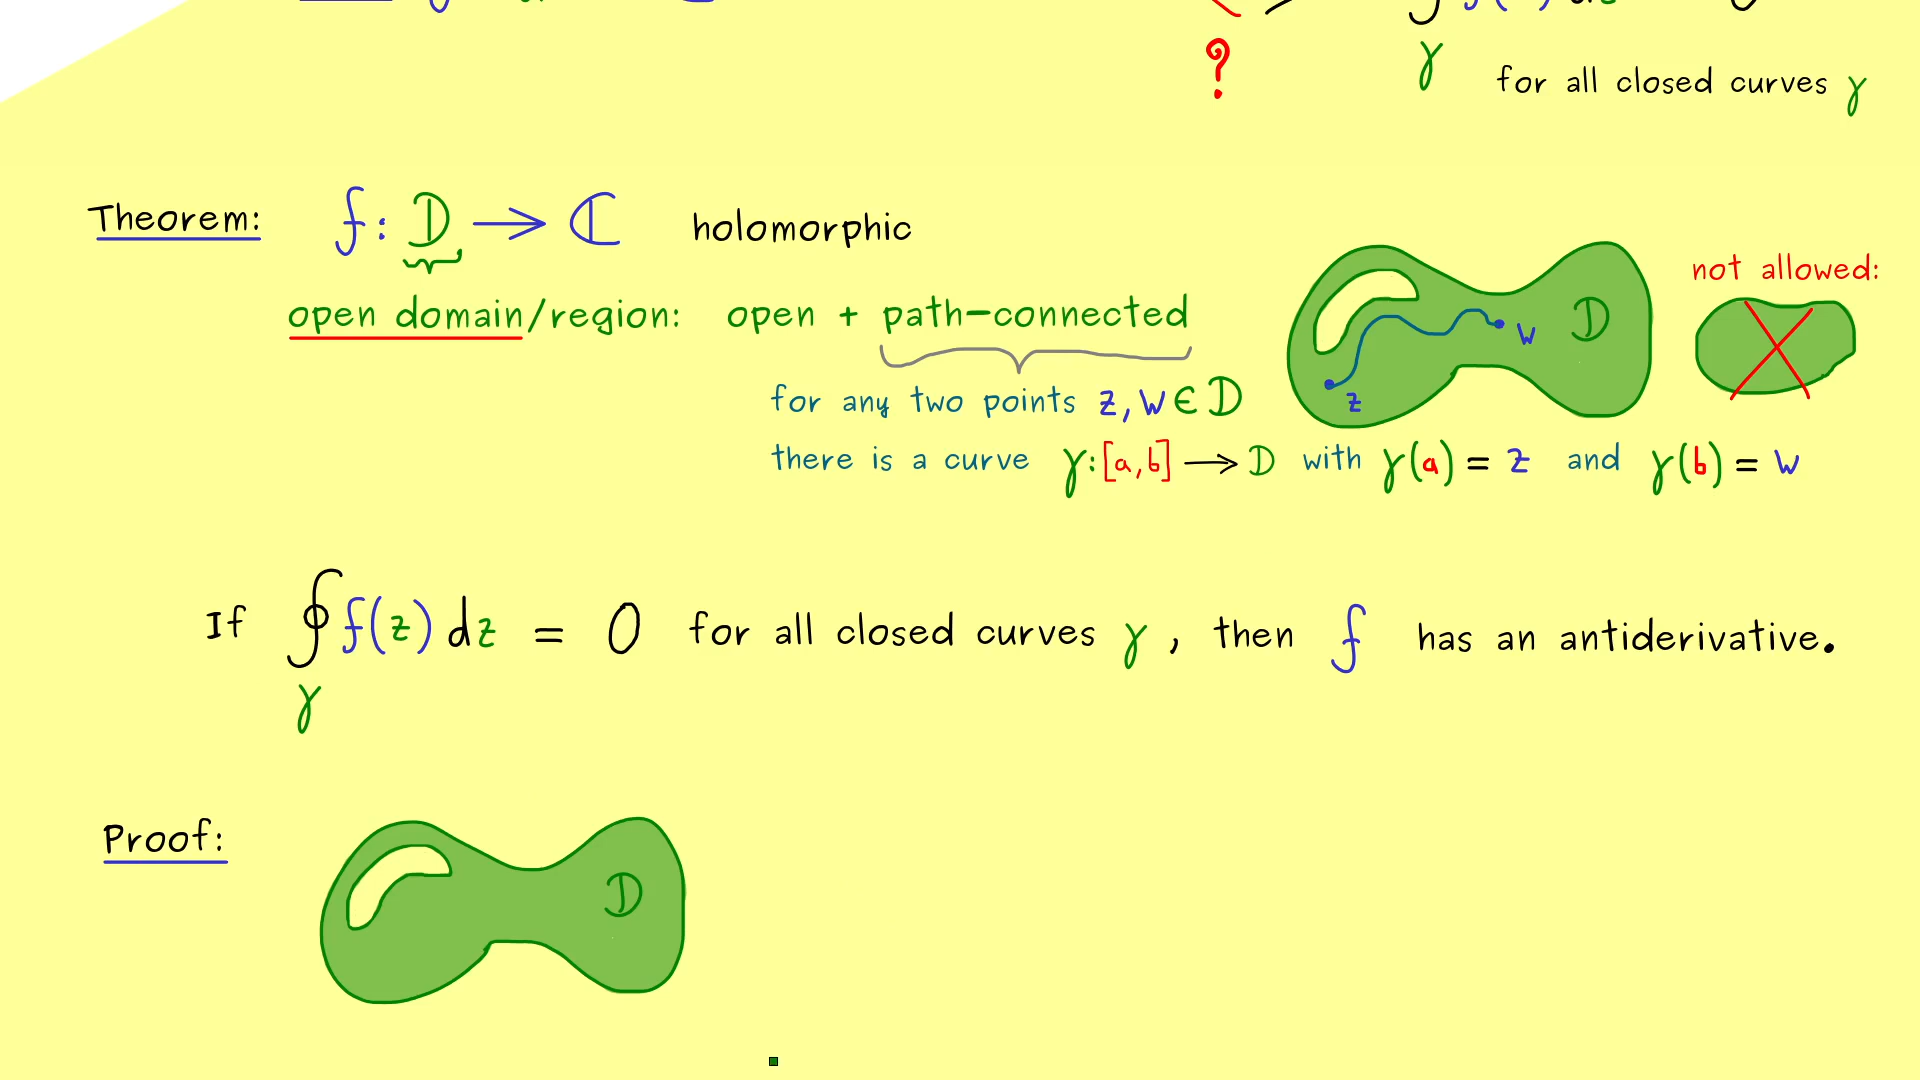 ?
γ
for all closed curves γ
Theorem: f: D → ℂ holomorphic
open domain/region: open + path-connected
D
w
z
not allowed:
for any two points z, w ∈ D
there is a curve γ: [a, b] → D with γ(a) = z and γ(b) = w
If ∮ f(z) dz = 0 for all closed curves γ, then f has an antiderivative.
γ
Proof:
D